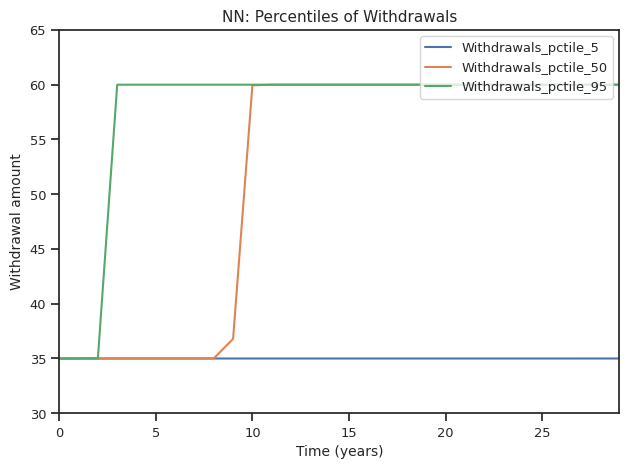 NN: Percentiles of Withdrawals
Withdrawals_pctile_5
Withdrawals_pctile_50
Withdrawals_pctile_95
65
60
55
50
45
40
35
30
Withdrawal amount
0 5 10 15 20 25
Time (years)